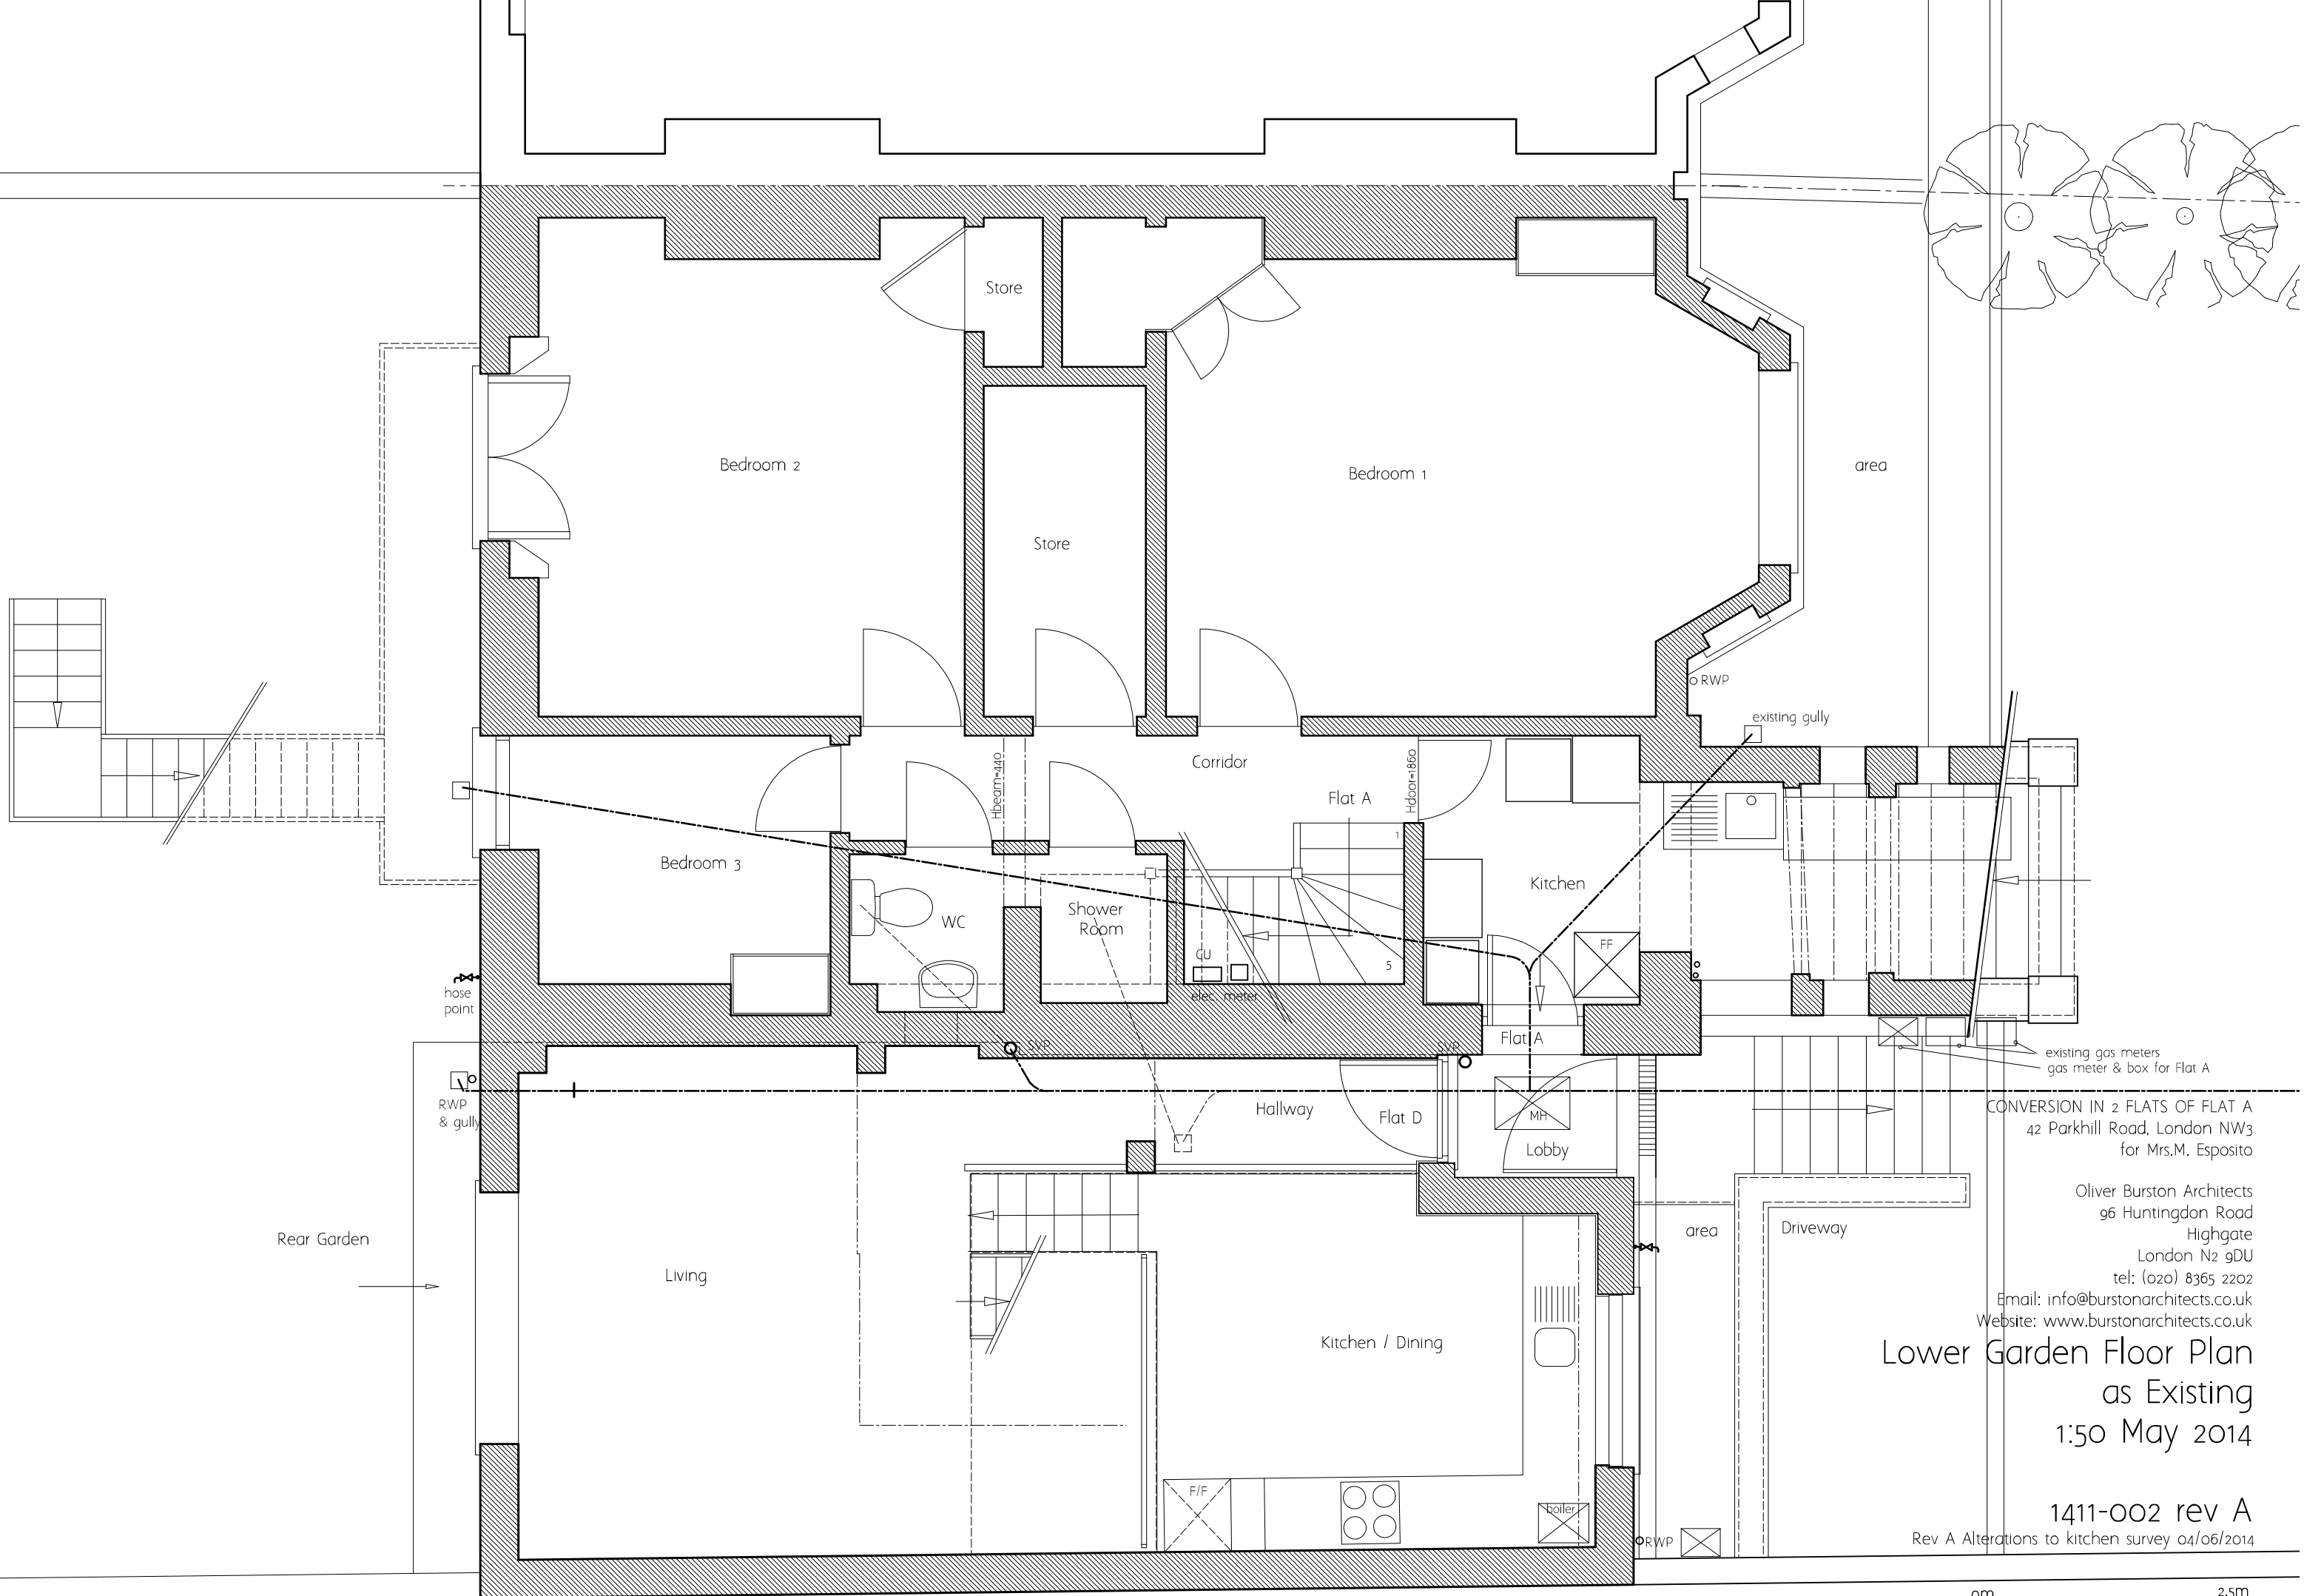 Store
Bedroom 2
Bedroom 1
area
Store
RWP
existing gully
Corridor
Hbeam=440
Hdoor=1860
Flat A
1
Bedroom 3
Kitchen
WC
Shower
Room
FF
CU
5
elec. meter
hose
point
SVP
SVP
Flat A
existing gas meters
gas meter & box for Flat A
RWP
& gully
Hallway
Flat D
MH
Lobby
CONVERSION IN 2 FLATS OF FLAT A
42 Parkhill Road, London NW3
for Mrs.M. Esposito
Oliver Burston Architects
96 Huntingdon Road
Highgate
London N2 9DU
tel: (020) 8365 2202
Email: info@burstonarchitects.co.uk
Website: www.burstonarchitects.co.uk
Rear Garden
area
Driveway
Living
Kitchen / Dining
Lower Garden Floor Plan
as Existing
1:50 May 2014
F/F
boiler
RWP
1411-002 rev A
Rev A Alterations to kitchen survey 04/06/2014
0m
2.5m